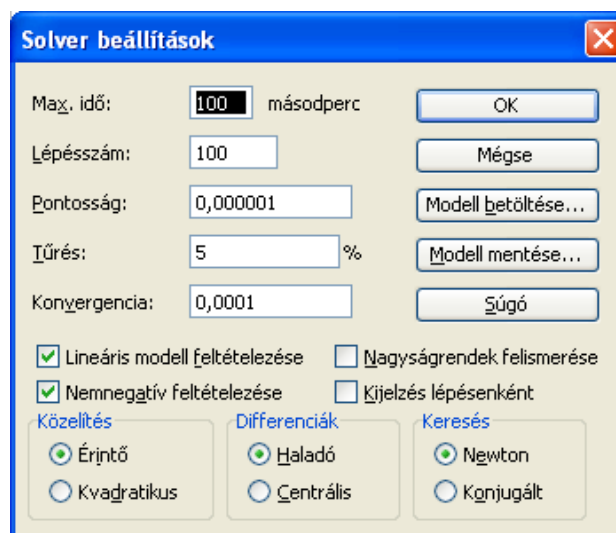 Solver beállítások
Max. idő: 100 másodperc OK
Lépésszám: 100 Mégse
Pontosság: 0,000001 Modell betöltése...
Tűrés: 5 % Modell mentése...
Konvergencia: 0,0001 Súgó
Lineáris modell feltételezése Nagyságrendek felismerése
Nemnegatív feltételezése Kijelzés lépésenként
Közelítés Differenciák Keresés
Érintő Haladó Newton
Kvadratikus Centrális Konjugált